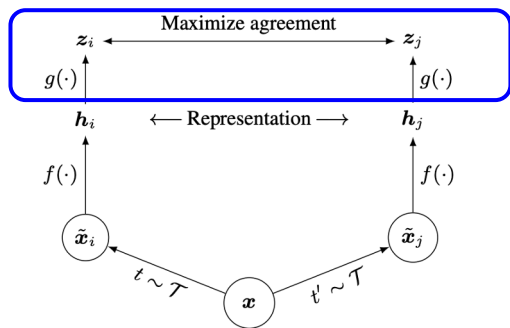 Maximize agreement
z_i z_j
g(·) g(·)
h_i ← Representation → h_j
f(·) f(·)
x̃_i x̃_j
t ~ 𝒯 t' ~ 𝒯
x